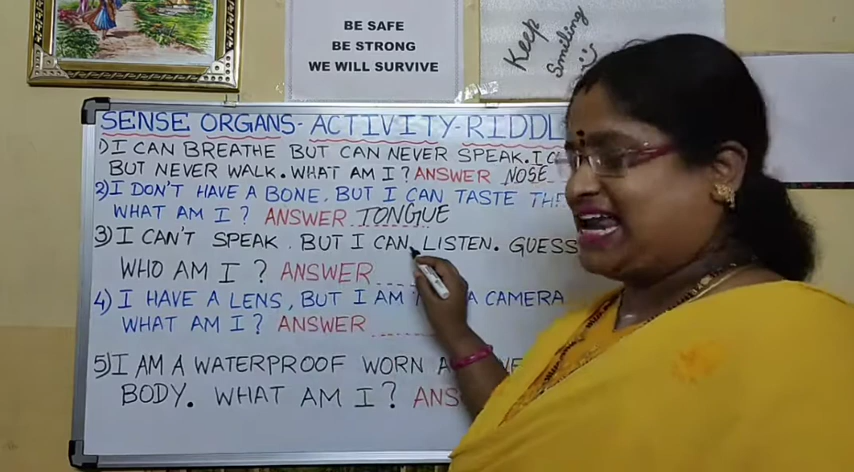 BE SAFE
BE STRONG
WE WILL SURVIVE
Keep
Smiling
SENSE ORGANS- ACTIVITY- RIDDL
1) I CAN BREATHE BUT CAN NEVER SPEAK. I
BUT NEVER WALK. WHAT AM I? ANSWER NOSE
2) I DON'T HAVE A BONE, BUT I CAN TASTE
WHAT AM I? ANSWER TONGUE
3) I CAN'T SPEAK. BUT I CAN LISTEN. GUESS
WHO AM I? ANSWER
4) I HAVE A LENS, BUT I AM A CAMERA
WHAT AM I? ANSWER
5) I AM A WATERPROOF WORN
BODY. WHAT AM I? ANS